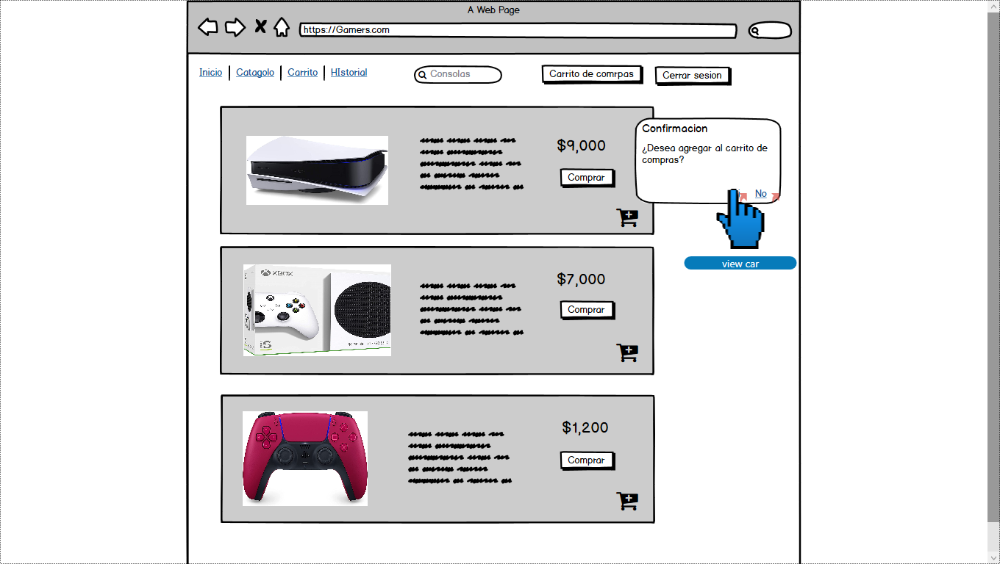 A Web Page
https://Gamers.com
Inicio
Catagolo
Carrito
HIstorial
Consolas
Carrito de comrpas
Cerrar sesion
Confirmacion
¿Desea agregar al carrito de
compras?
No
$9,000
Comprar
view car
XBOX
$7,000
Comprar
$1,200
Comprar